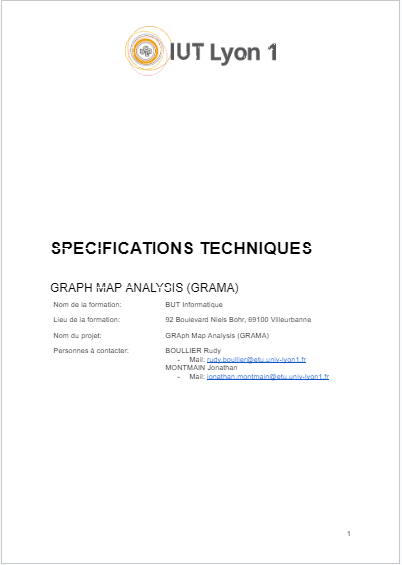 IUT Lyon 1
SPECIFICATIONS TECHNIQUES
GRAPH MAP ANALYSIS (GRAMA)
Nom de la formation: BUT Informatique
Lieu de la formation: 92 Boulevard Niels Bohr, 69100 Villeurbanne
Nom du projet: GRAph Map Analysis (GRAMA)
Personnes à contacter: BOULLIER Rudy
- Mail: rudy.boullier@etu.univ-lyon1.fr
MONTMAIN Jonathan
- Mail: jonathan.montmain@etu.univ-lyon1.fr
1